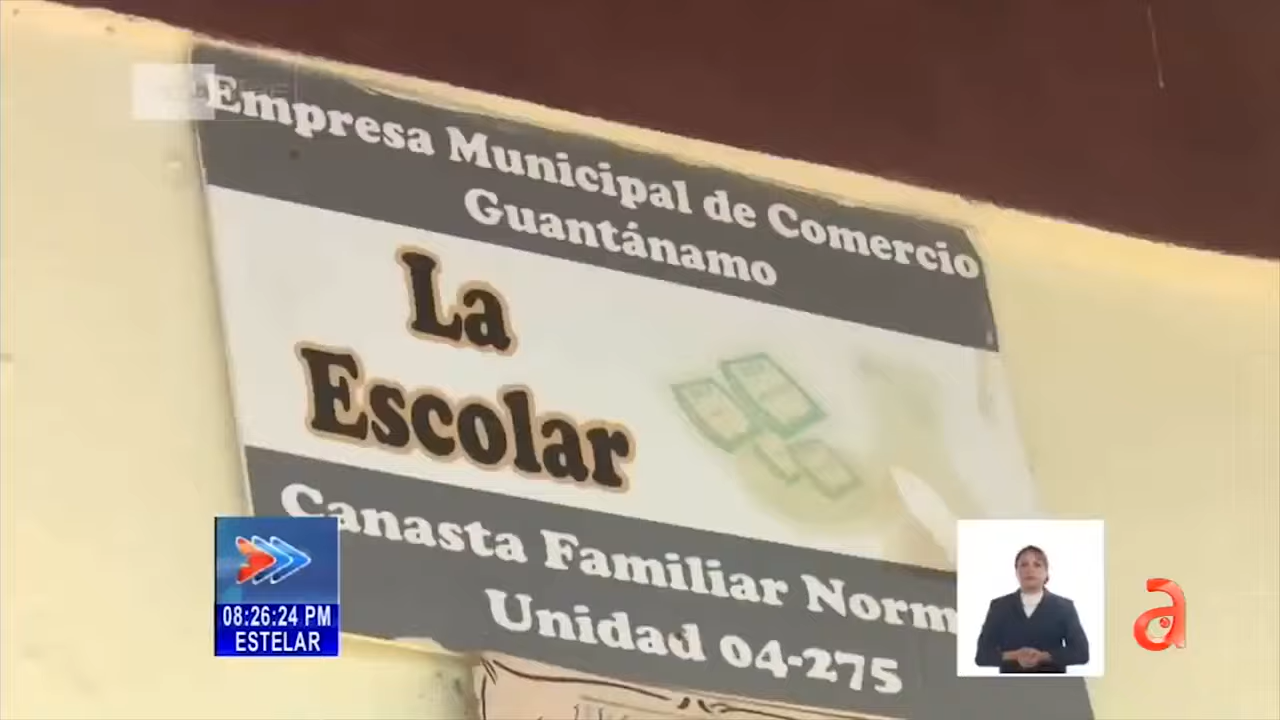 Empresa Municipal de Comercio
Guantánamo
La
Escolar
Canasta Familiar Norm
Unidad 04-275
08:26:24 PM
ESTELAR
a